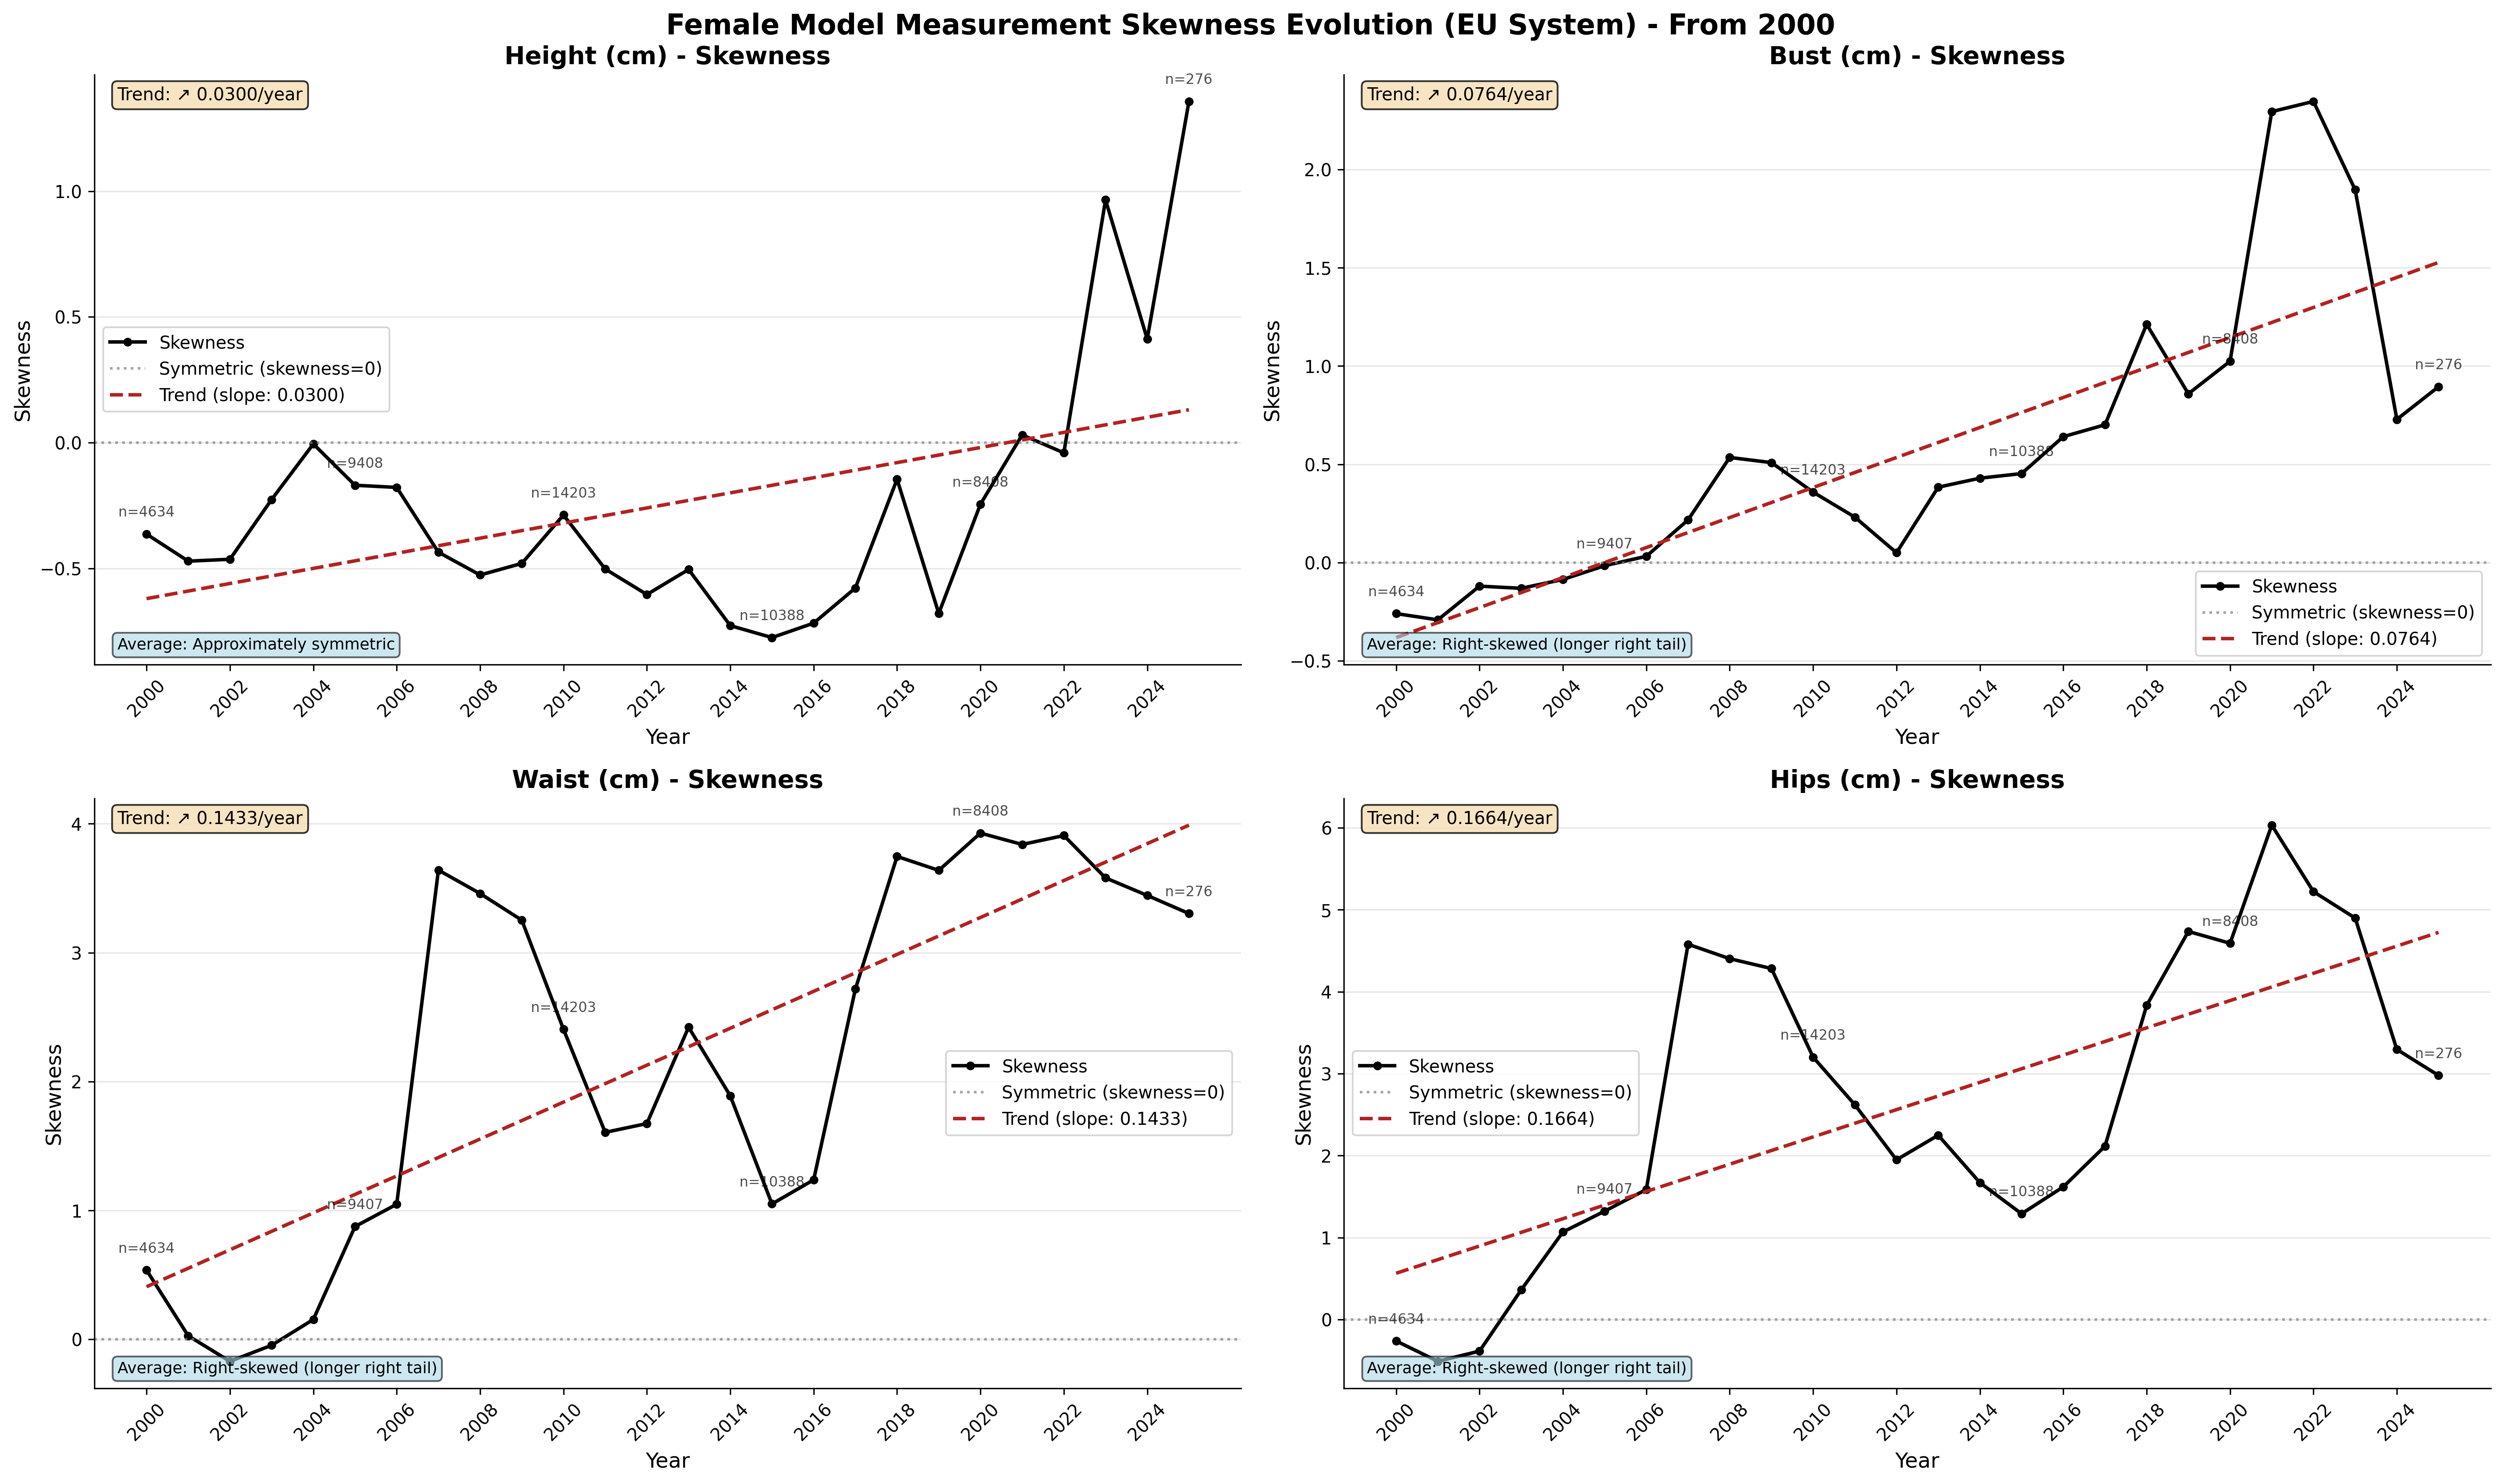 Female Model Measurement Skewness Evolution (EU System) - From 2000
Height (cm) - Skewness
Trend: ↗ 0.0300/year
n=276
1.0
0.5
0.0
−0.5
Skewness
Skewness
Symmetric (skewness=0)
Trend (slope: 0.0300)
n=4634
n=9408
n=14203
n=10388
n=8408
Average: Approximately symmetric
2000
2002
2004
2006
2008
2010
2012
2014
2016
2018
2020
2022
2024
Year
Bust (cm) - Skewness
Trend: ↗ 0.0764/year
2.0
1.5
1.0
0.5
0.0
−0.5
Skewness
n=4634
n=9407
n=14203
n=10388
n=8408
n=276
Skewness
Symmetric (skewness=0)
Trend (slope: 0.0764)
Average: Right-skewed (longer right tail)
2000
2002
2004
2006
2008
2010
2012
2014
2016
2018
2020
2022
2024
Year
Waist (cm) - Skewness
Trend: ↗ 0.1433/year
4
3
2
1
0
Skewness
n=4634
n=9407
n=14203
n=10388
n=8408
n=276
Skewness
Symmetric (skewness=0)
Trend (slope: 0.1433)
Average: Right-skewed (longer right tail)
2000
2002
2004
2006
2008
2010
2012
2014
2016
2018
2020
2022
2024
Year
Hips (cm) - Skewness
Trend: ↗ 0.1664/year
6
5
4
3
2
1
0
Skewness
Skewness
Symmetric (skewness=0)
Trend (slope: 0.1664)
n=4634
n=9407
n=14203
n=10388
n=8408
n=276
Average: Right-skewed (longer right tail)
2000
2002
2004
2006
2008
2010
2012
2014
2016
2018
2020
2022
2024
Year